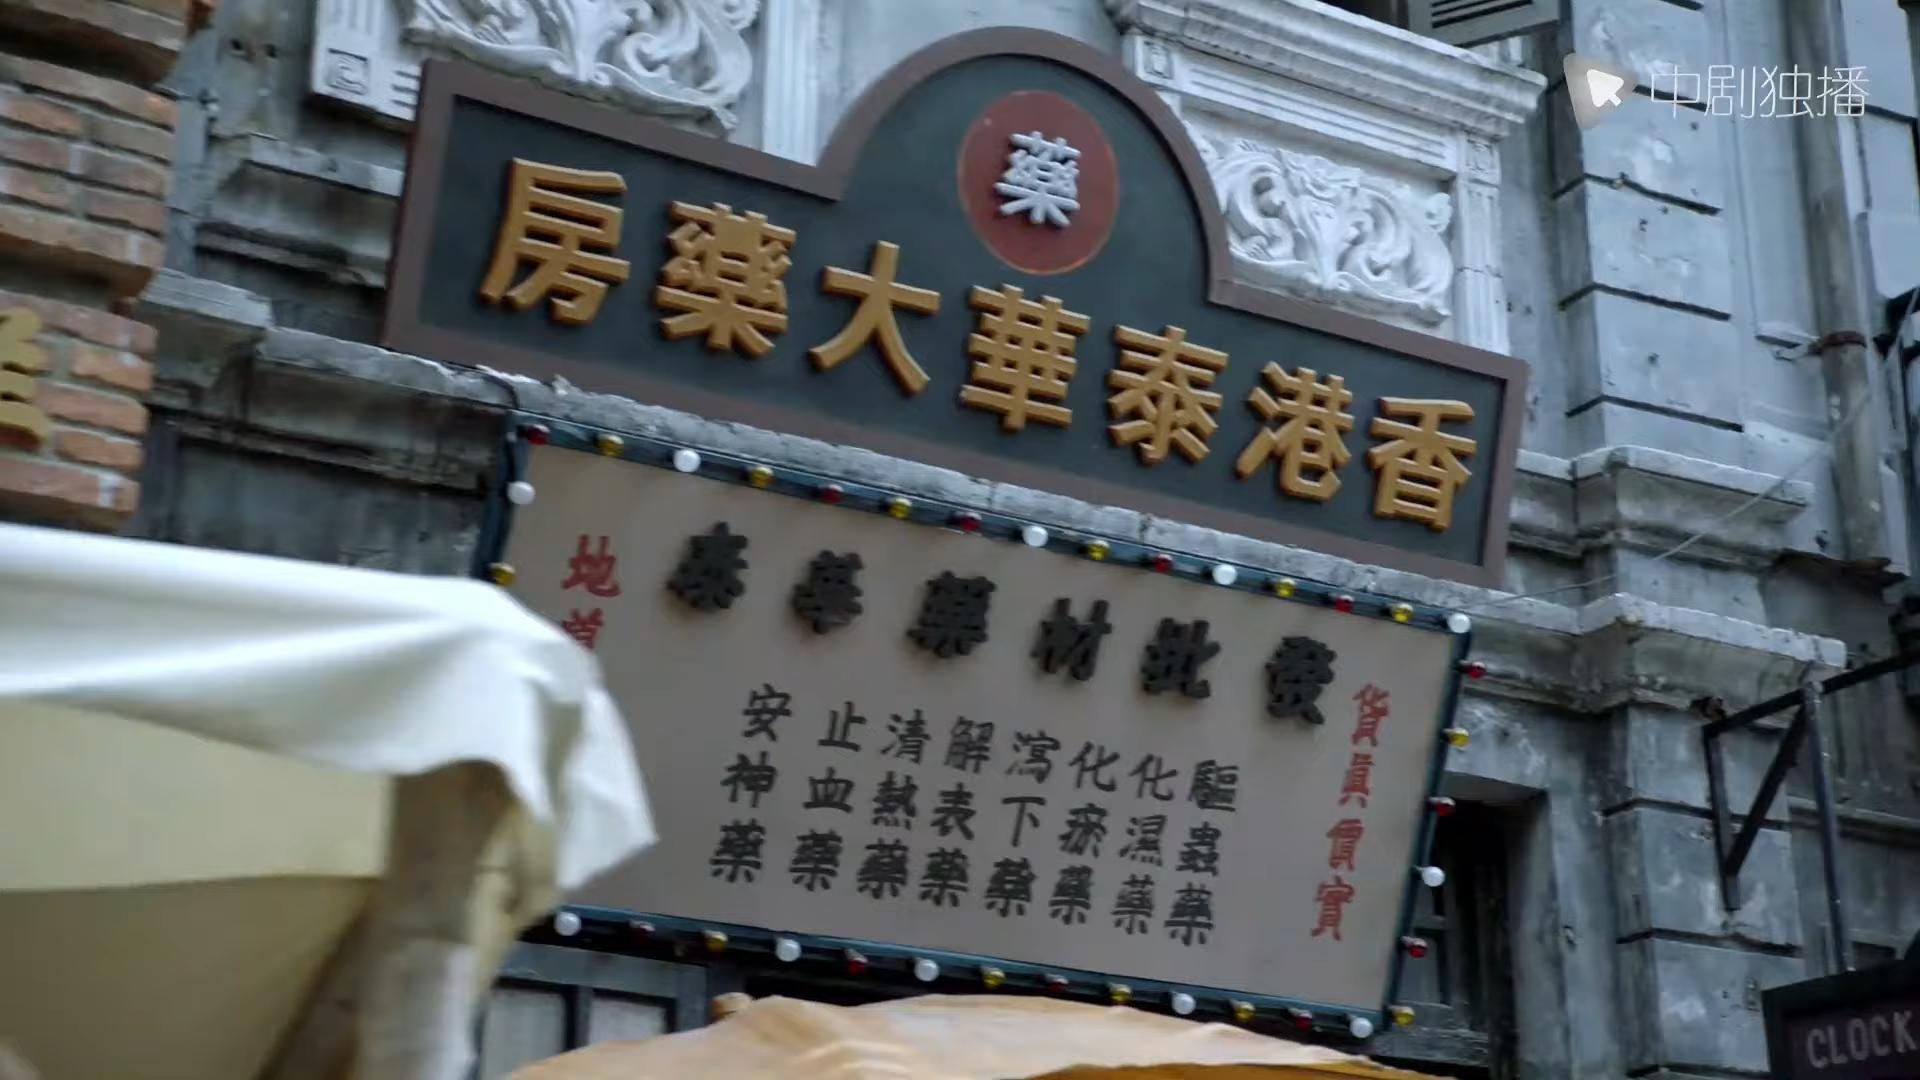 中剧独播
藥
香港泰華大藥房
泰華藥材批發
地道
貨真價實
安神藥
止血藥
清熱藥
解表藥
瀉下藥
化瘀藥
化濕藥
驅蟲藥
CLOCK